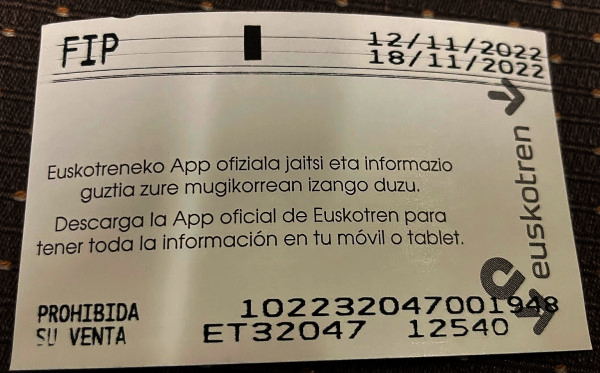 FIP
12/11/2022
18/11/2022
euskotren
Euskotreneko App ofiziala jaitsi eta informazio
guztia zure mugikorrean izango duzu.
Descarga la App oficial de Euskotren para
tener toda la información en tu móvil o tablet.
PROHIBIDA 102232047001948
SU VENTA ET32047 12540